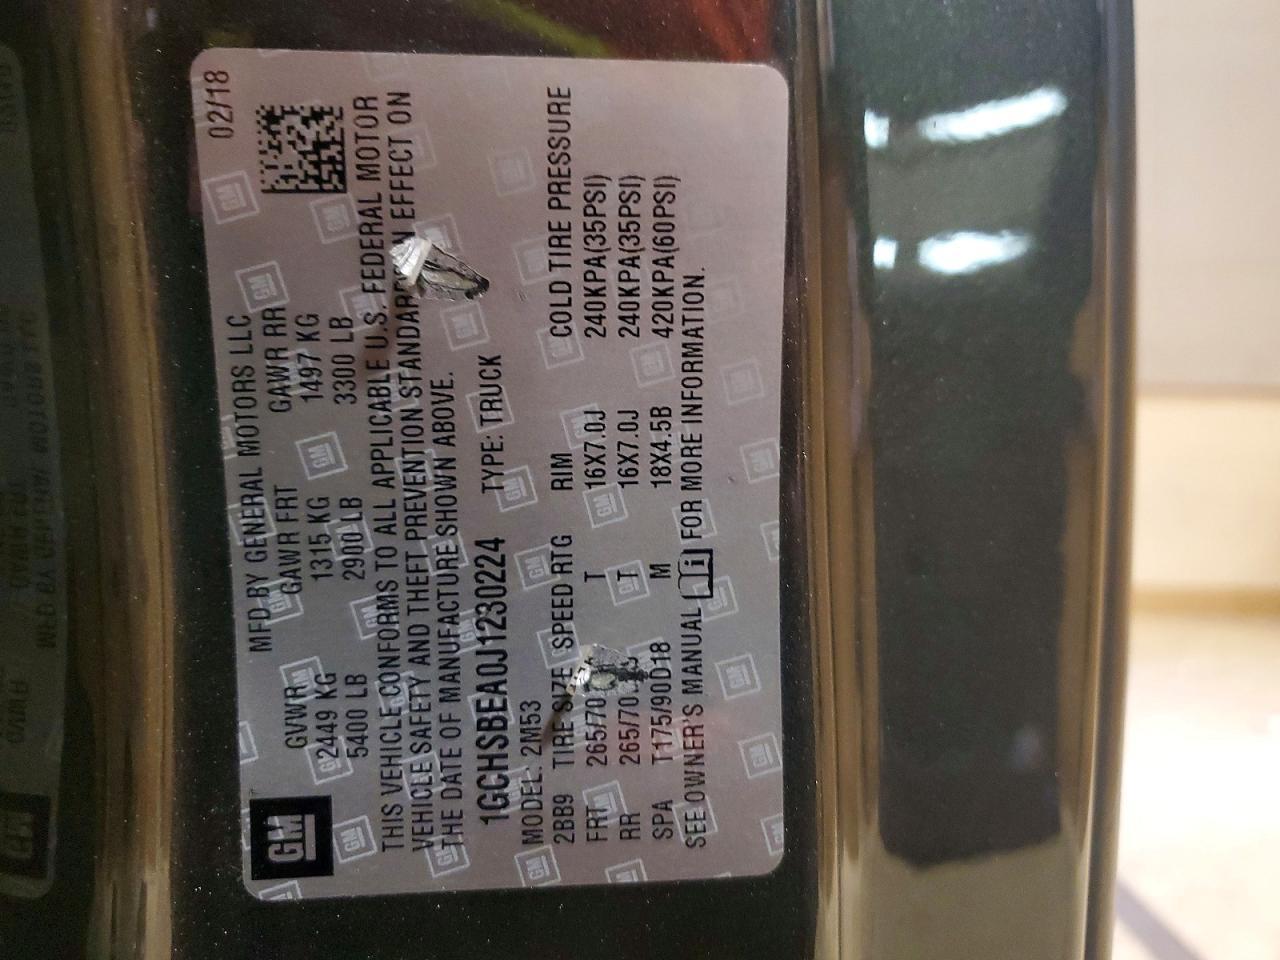 02/18
GM
MFD BY GENERAL MOTORS LLC
GVWR GAWR FRT GAWR RR
2449 KG 1315 KG 1497 KG
5400 LB 2900 LB 3300 LB
THIS VEHICLE CONFORMS TO ALL APPLICABLE U.S. FEDERAL MOTOR
VEHICLE SAFETY AND THEFT PREVENTION STANDARDS IN EFFECT ON
THE DATE OF MANUFACTURE SHOWN ABOVE.
1GCHSBEA0J1230224 TYPE: TRUCK
MODEL: 2M53
2BB9 TIRE SIZE SPEED RTG RIM COLD TIRE PRESSURE
FRT 265/70 T 16X7.0J 240KPA(35PSI)
RR 265/70 T 16X7.0J 240KPA(35PSI)
SPA T175/90D18 M 18X4.5B 420KPA(60PSI)
SEE OWNER'S MANUAL i FOR MORE INFORMATION.